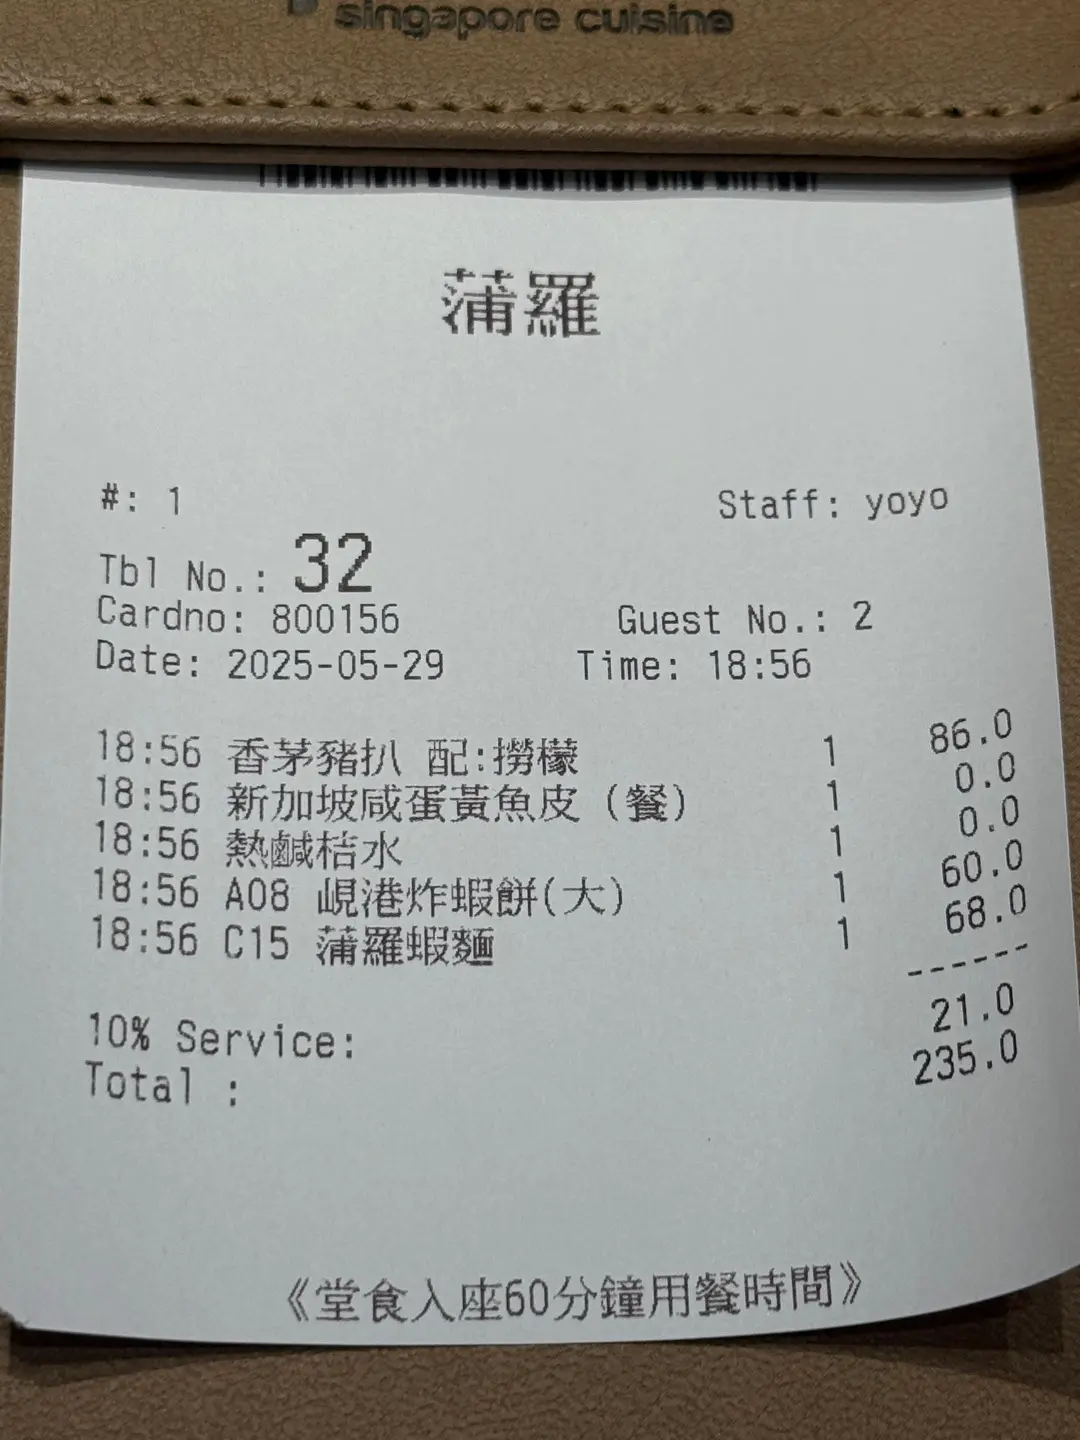 singapore cuisine
蒲羅
#: 1 Staff: yoyo
Tbl No.: 32
Cardno: 800156 Guest No.: 2
Date: 2025-05-29 Time: 18:56
18:56 香茅豬扒 配:撈檬 1 86.0
18:56 新加坡咸蛋黃魚皮 (餐) 1 0.0
18:56 熱鹹桔水 1 0.0
18:56 A08 峴港炸蝦餅(大) 1 60.0
18:56 C15 蒲羅蝦麵 1 68.0
------
10% Service: 21.0
Total : 235.0
《堂食入座60分鐘用餐時間》